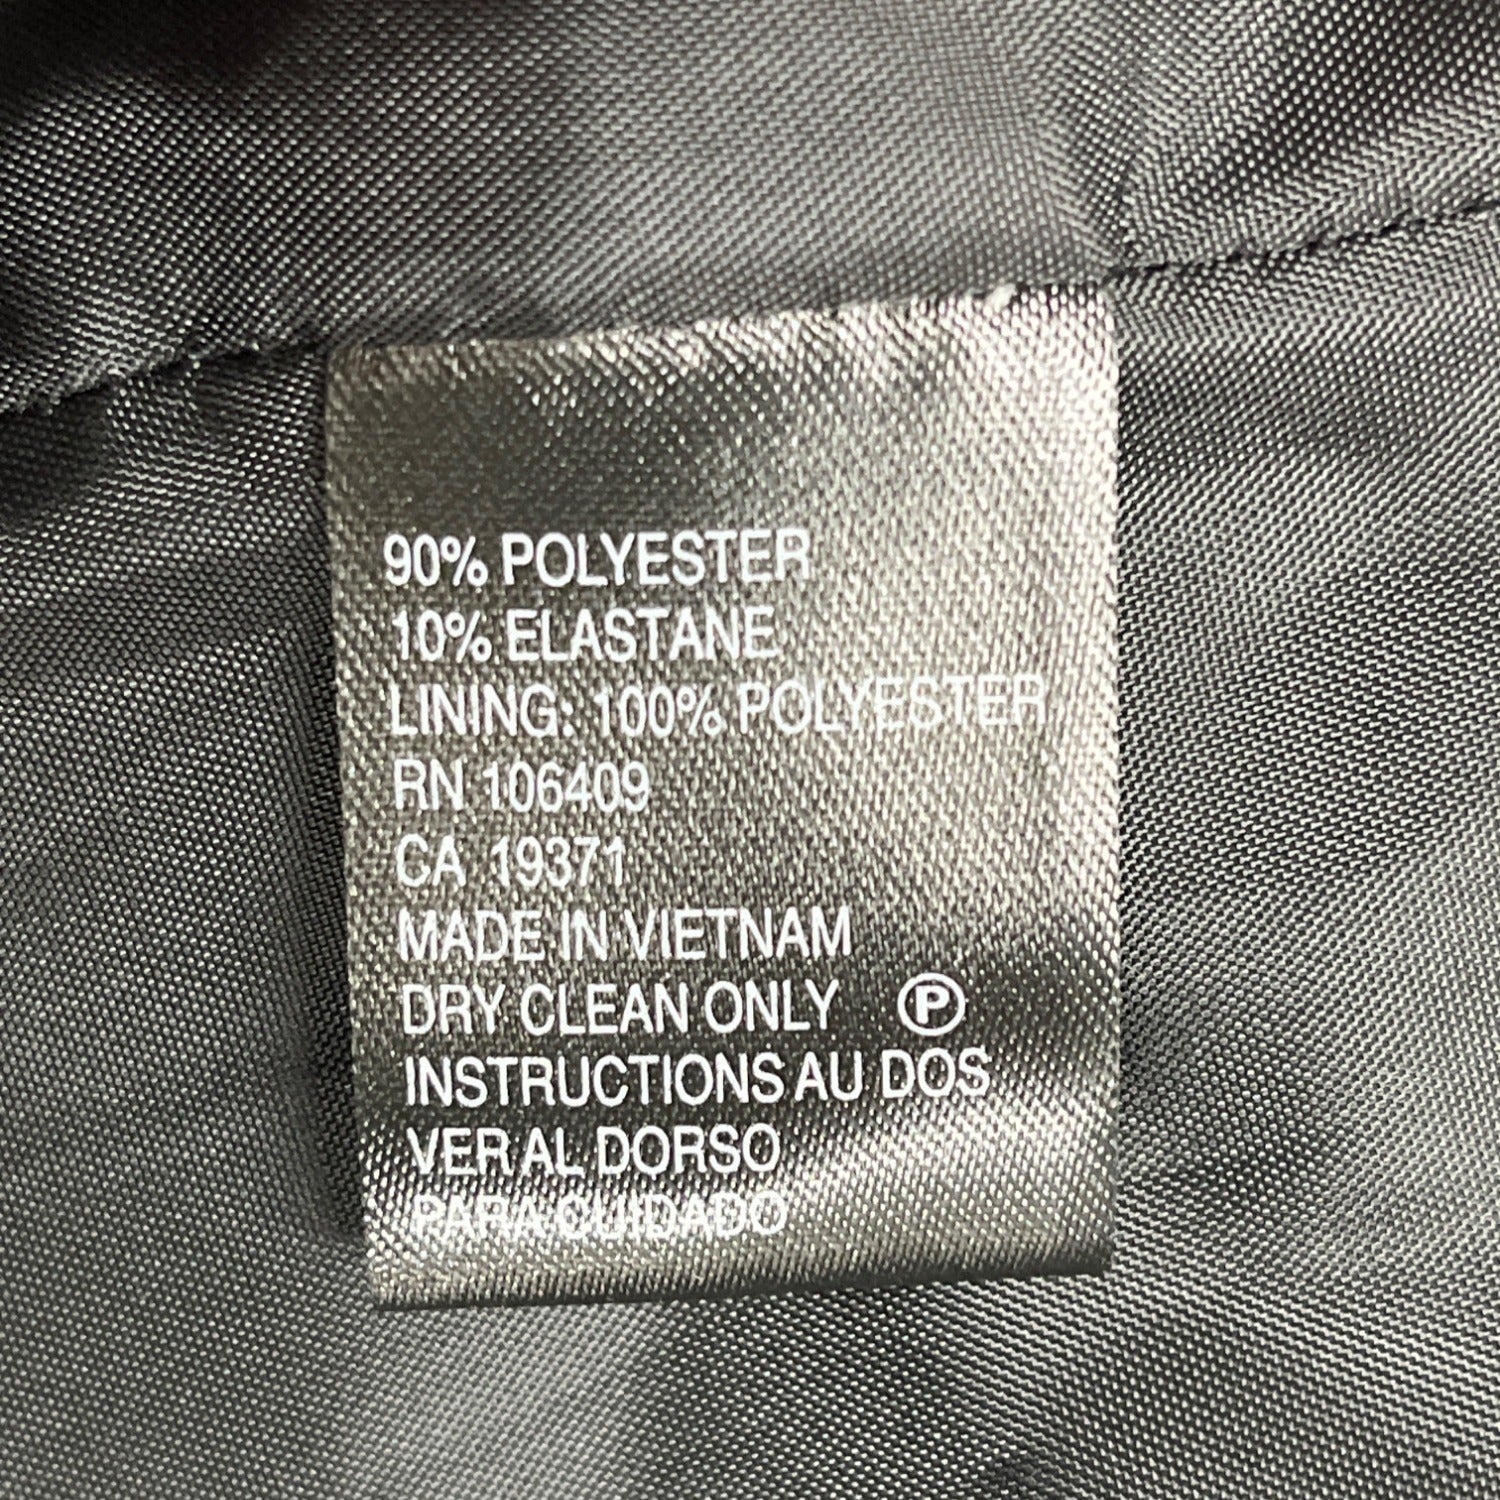 90% POLYESTER
10% ELASTANE
LINING: 100% POLYESTER
RN 106409
CA 19371
MADE IN VIETNAM
DRY CLEAN ONLY Ⓟ
INSTRUCTIONS AU DOS
VER AL DORSO
PARA CUIDADO